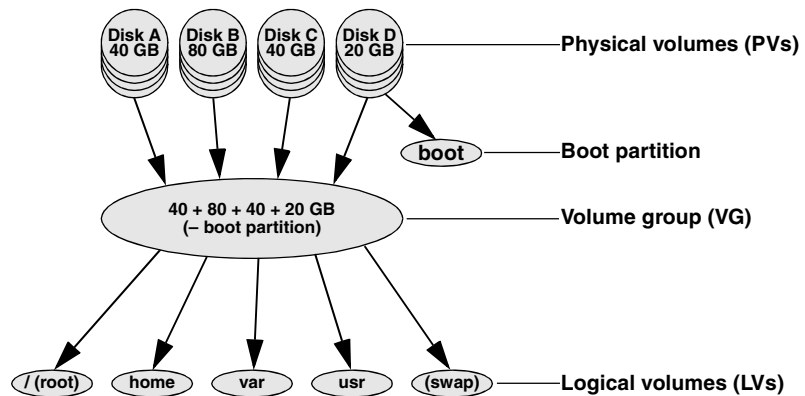 Disk A
40 GB
Disk B
80 GB
Disk C
40 GB
Disk D
20 GB
Physical volumes (PVs)
boot
Boot partition
40 + 80 + 40 + 20 GB
(– boot partition)
Volume group (VG)
/ (root)
home
var
usr
(swap)
Logical volumes (LVs)